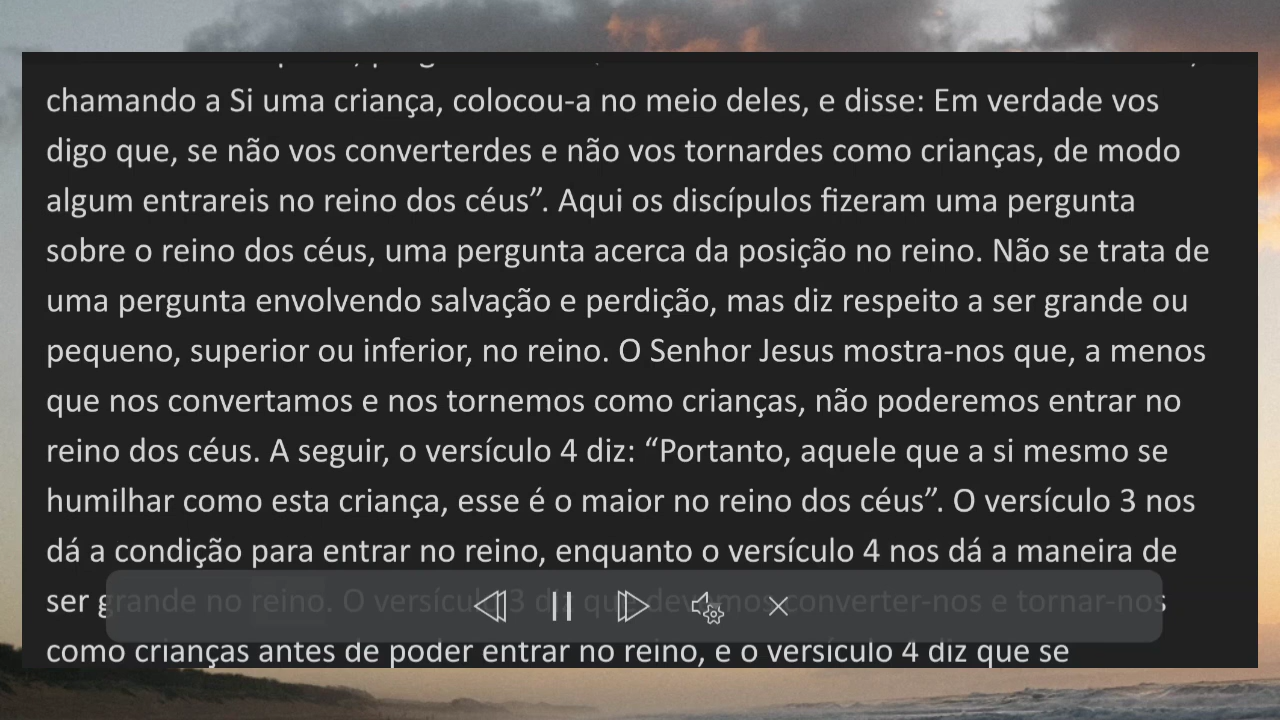 chamando a Si uma criança, colocou-a no meio deles, e disse: Em verdade vos
digo que, se não vos converterdes e não vos tornardes como crianças, de modo
algum entrareis no reino dos céus”. Aqui os discípulos fizeram uma pergunta
sobre o reino dos céus, uma pergunta acerca da posição no reino. Não se trata de
uma pergunta envolvendo salvação e perdição, mas diz respeito a ser grande ou
pequeno, superior ou inferior, no reino. O Senhor Jesus mostra-nos que, a menos
que nos convertamos e nos tornemos como crianças, não poderemos entrar no
reino dos céus. A seguir, o versículo 4 diz: “Portanto, aquele que a si mesmo se
humilhar como esta criança, esse é o maior no reino dos céus”. O versículo 3 nos
dá a condição para entrar no reino, enquanto o versículo 4 nos dá a maneira de
ser grande no reino. O versículo 3 diz que devemos converter-nos e tornar-nos
como crianças antes de poder entrar no reino, e o versículo 4 diz que se